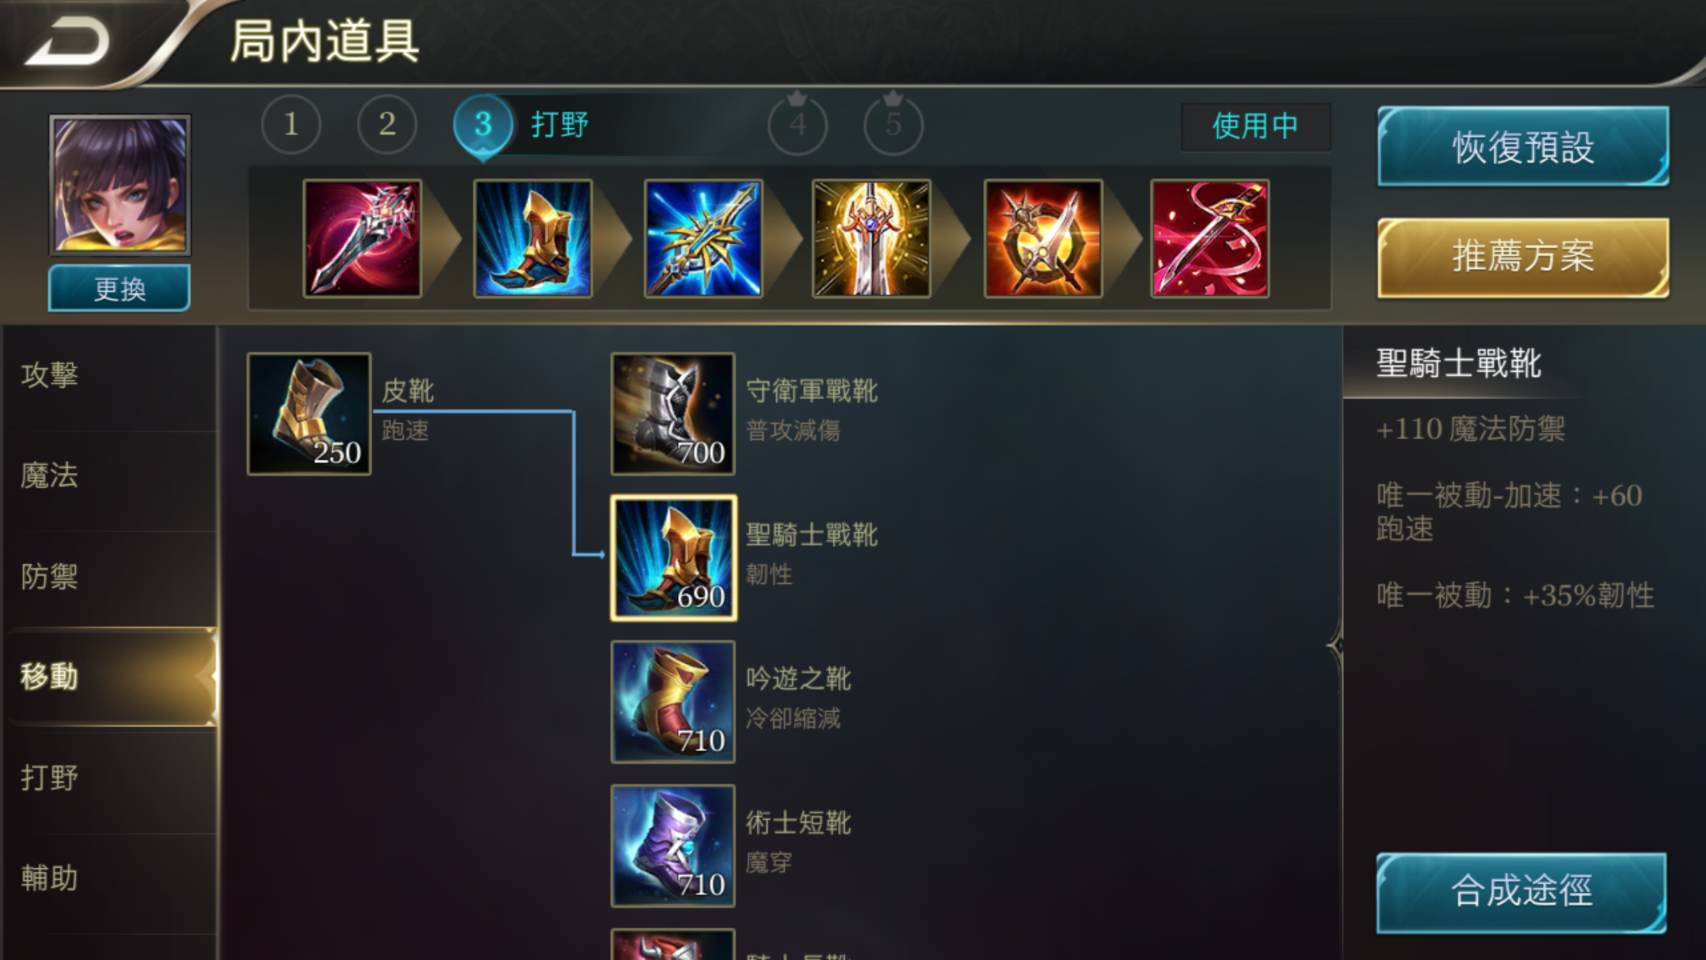 局內道具
1
2
3
打野
4
5
使用中
恢復預設
推薦方案
更換
攻擊
魔法
防禦
移動
打野
輔助
皮靴
跑速
250
守衛軍戰靴
普攻減傷
700
聖騎士戰靴
韌性
690
吟遊之靴
冷卻縮減
710
術士短靴
魔穿
710
聖騎士戰靴
+110 魔法防禦
唯一被動-加速：+60
跑速
唯一被動：+35%韌性
合成途徑